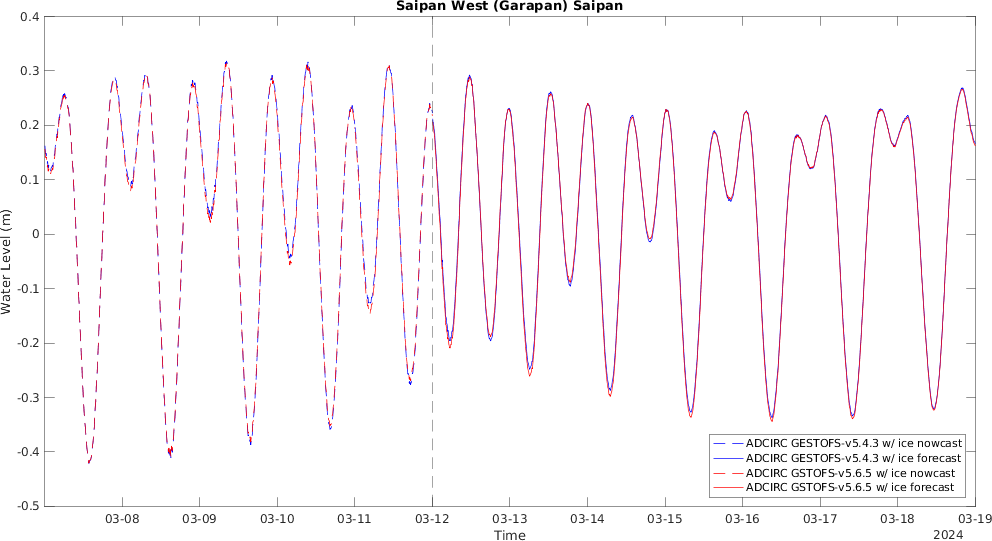 Saipan West (Garapan) Saipan
0.4
0.3
0.2
0.1
0
-0.1
-0.2
-0.3
-0.4
-0.5
Water Level (m)
ADCIRC GESTOFS-v5.4.3 w/ ice nowcast
ADCIRC GESTOFS-v5.4.3 w/ ice forecast
ADCIRC GSTOFS-v5.6.5 w/ ice nowcast
ADCIRC GSTOFS-v5.6.5 w/ ice forecast
03-08 03-09 03-10 03-11 03-12 03-13 03-14 03-15 03-16 03-17 03-18 03-19
Time
2024